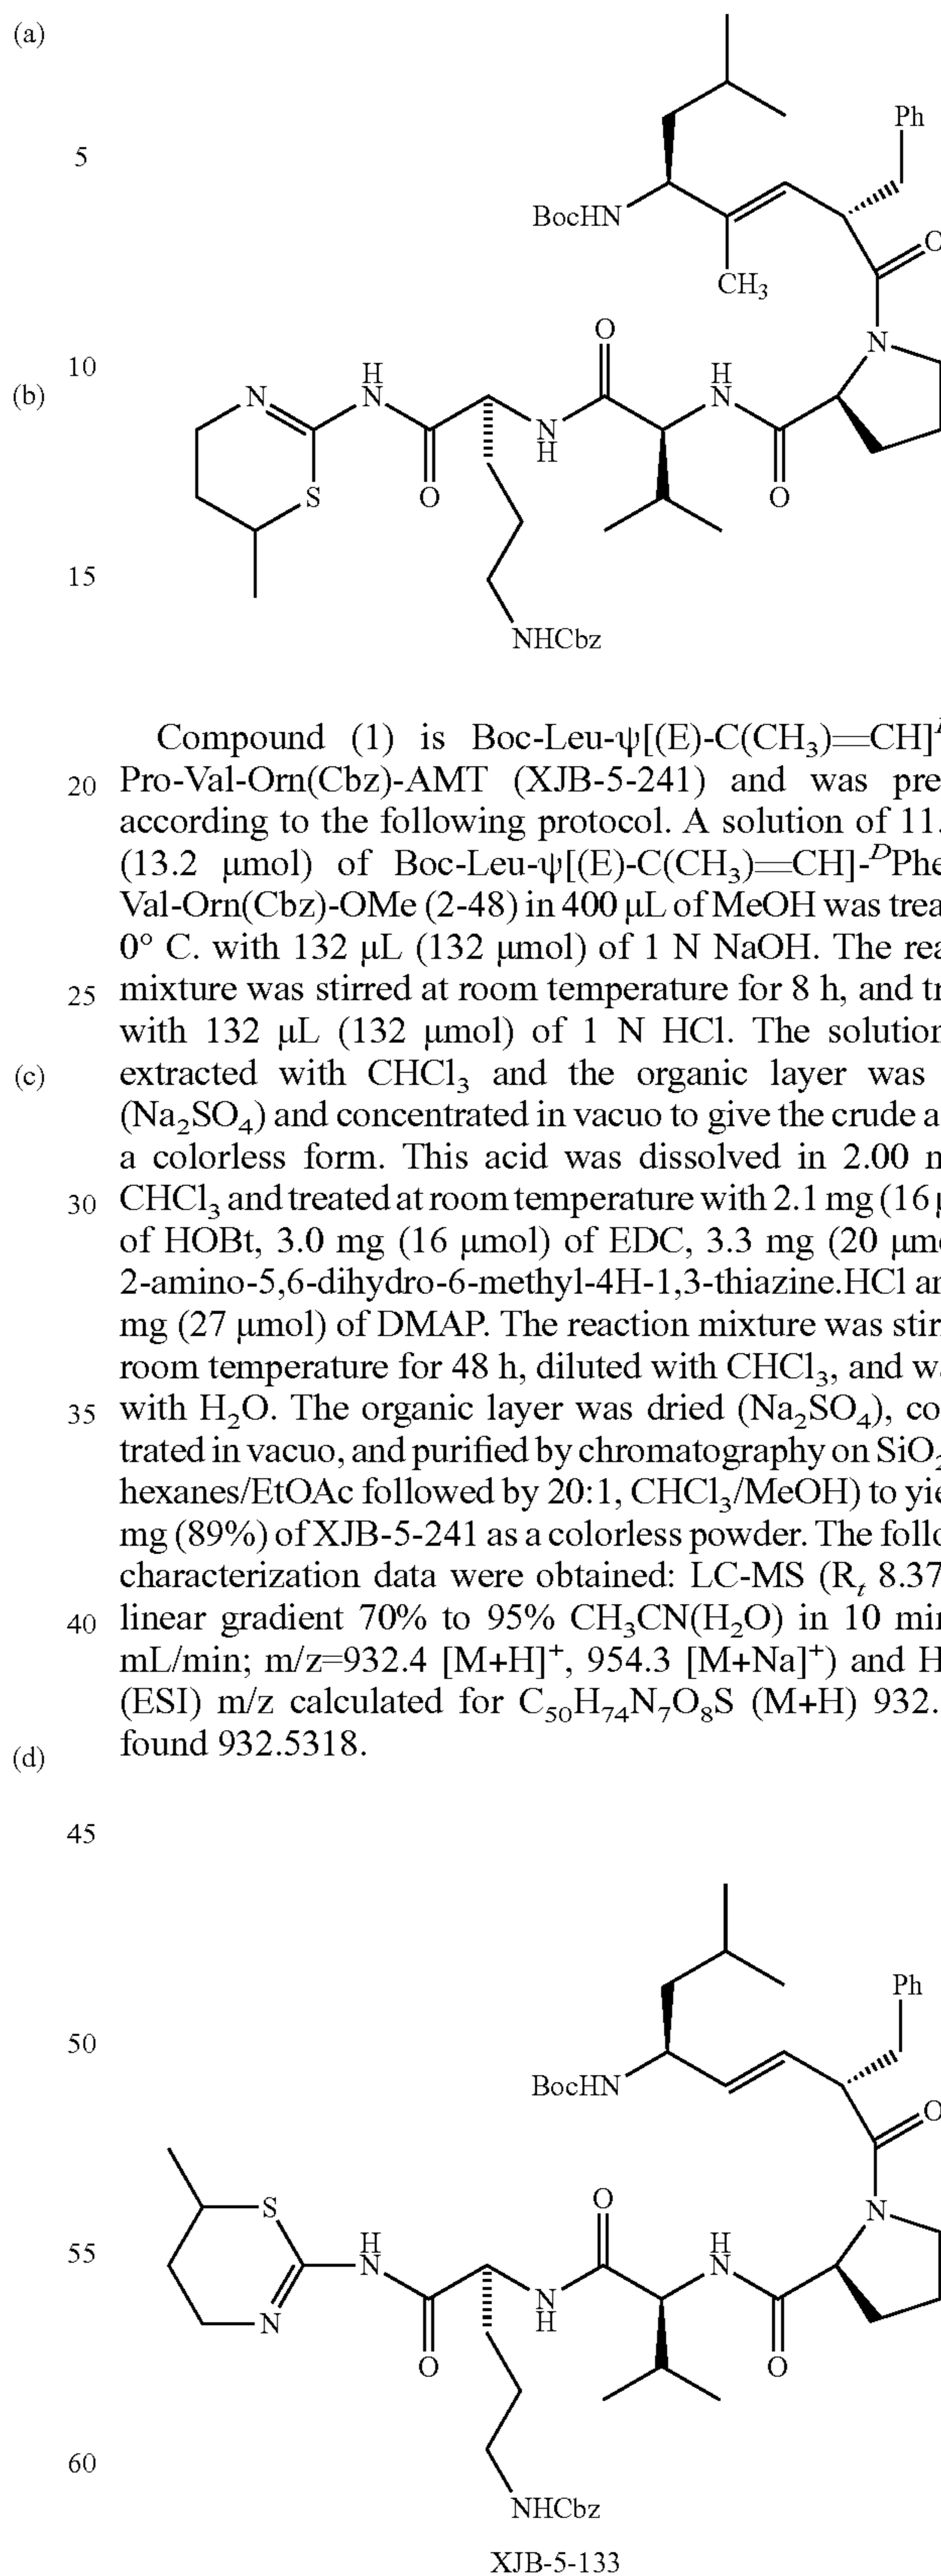 (a)
Ph
5
BocHN
O
CH₃
O
N
10
H
N
H
N
(b)
N
N
H
S
O
O
15
NHCbz
Compound (1) is Boc-Leu-ψ[(E)-C(CH₃)═CH]
20 Pro-Val-Orn(Cbz)-AMT (XJB-5-241) and was
according to the following protocol. A solution of 11.
(13.2 μmol) of Boc-Leu-ψ[(E)-C(CH₃)═CH]-ᴰPhe
Val-Orn(Cbz)-OMe (2-48) in 400 μL of MeOH was
0° C. with 132 μL (132 μmol) of 1 N NaOH. The
25 mixture was stirred at room temperature for 8 h, and
with 132 μL (132 μmol) of 1 N HCl. The solution
(c) extracted with CHCl₃ and the organic layer was
(Na₂SO₄) and concentrated in vacuo to give the crude
a colorless form. This acid was dissolved in 2.00
30 CHCl₃ and treated at room temperature with 2.1 mg (16
of HOBt, 3.0 mg (16 μmol) of EDC, 3.3 mg (20
2-amino-5,6-dihydro-6-methyl-4H-1,3-thiazine.HCl
mg (27 μmol) of DMAP. The reaction mixture was
room temperature for 48 h, diluted with CHCl₃, and
35 with H₂O. The organic layer was dried (Na₂SO₄),
trated in vacuo, and purified by chromatography on SiO₂
hexanes/EtOAc followed by 20:1, CHCl₃/MeOH) to
mg (89%) of XJB-5-241 as a colorless powder. The
characterization data were obtained: LC-MS (Rₜ 8.37
40 linear gradient 70% to 95% CH₃CN(H₂O) in 10 min
mL/min; m/z=932.4 [M+H]⁺, 954.3 [M+Na]⁺) and
(ESI) m/z calculated for C₅₀H₇₄N₇O₈S (M+H) 932.
found 932.5318.
(d)
45
Ph
50
BocHN
O
S
O
N
55
H
N
H
N
N
N
H
O
O
60
NHCbz
XJB-5-133